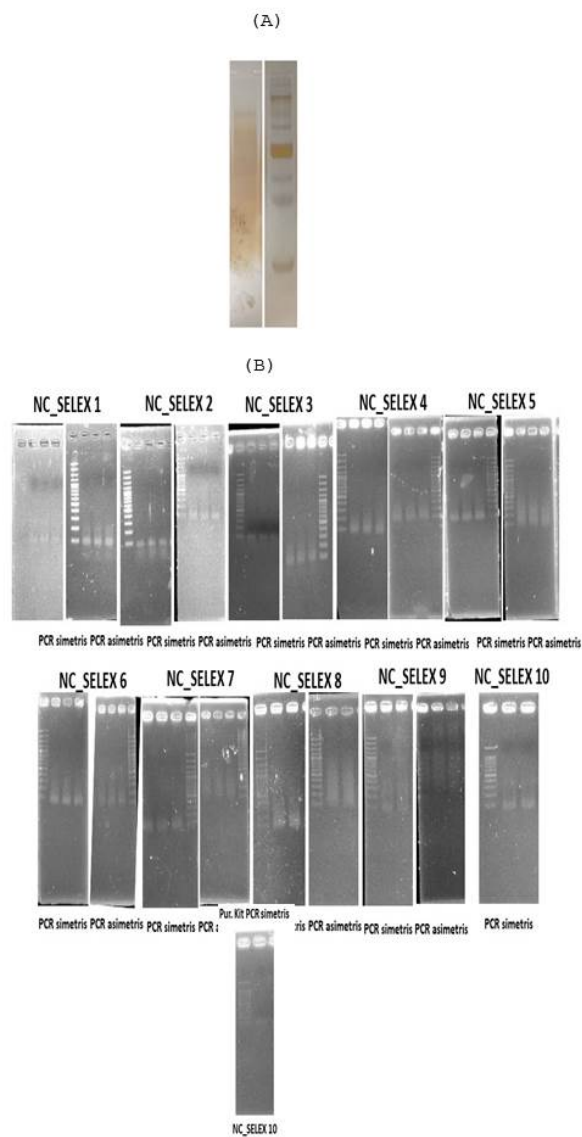 (A)
(B)
NC_SELEX 1 NC_SELEX 2 NC_SELEX 3 NC_SELEX 4 NC_SELEX 5
PCR simetris PCR asimetris PCR simetris PCR asimetris PCR simetris PCR asimetris PCR simetris PCR asimetris PCR simetris PCR asimetris
NC_SELEX 6 NC_SELEX 7 NC_SELEX 8 NC_SELEX 9 NC_SELEX 10
Pur. Kit PCR simetris
PCR simetris PCR asimetris PCR simetris PCR PCR asimetris PCR simetris PCR asimetris PCR simetris
NC_SELEX 10